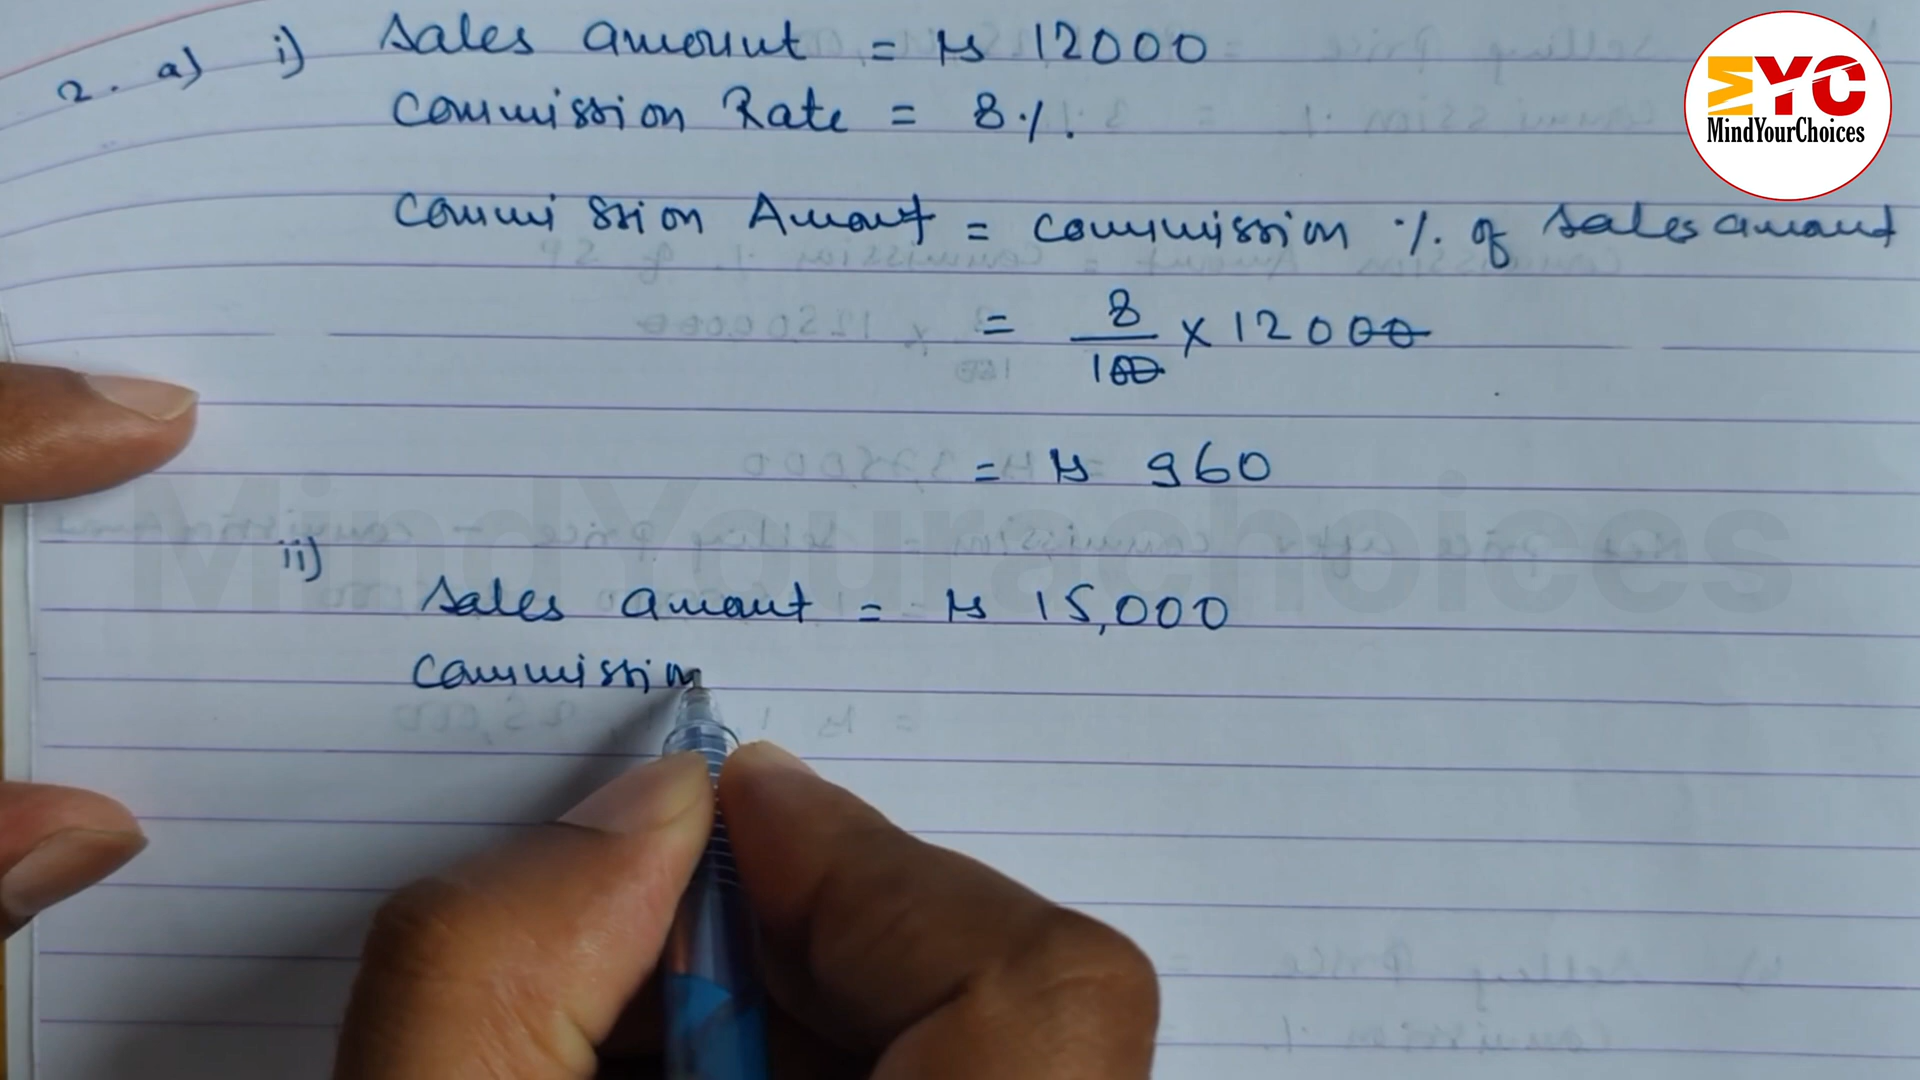 2. a) i) Sales amount = Rs 12000
Commission Rate = 8%.
Commission Amount = commission % of sales amount
= 8/100 × 12000
= Rs 960
ii)
Sales amount = Rs 15,000
Commission
MYC
MindYourChoices
MindYourachoices